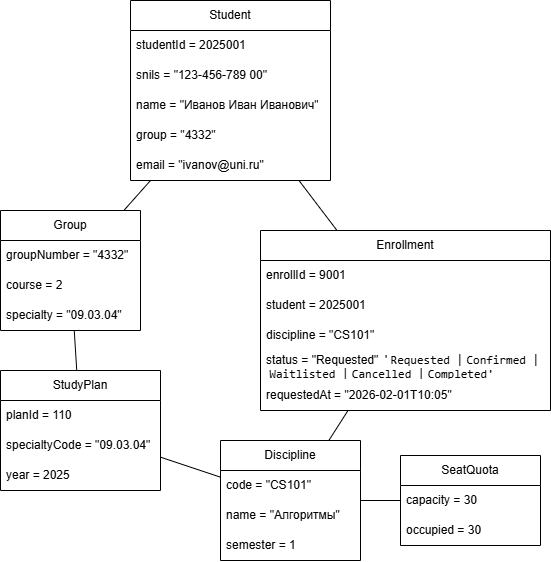 Student
studentId = 2025001
snils = "123-456-789 00"
name = "Иванов Иван Иванович"
group = "4332"
email = "ivanov@uni.ru"
Group
groupNumber = "4332"
course = 2
specialty = "09.03.04"
Enrollment
enrollId = 9001
student = 2025001
discipline = "CS101"
status = "Requested" 'Requested | Confirmed |
Waitlisted | Cancelled | Completed'
requestedAt = "2026-02-01T10:05"
StudyPlan
planId = 110
specialtyCode = "09.03.04"
year = 2025
Discipline
code = "CS101"
name = "Алгоритмы"
semester = 1
SeatQuota
capacity = 30
occupied = 30